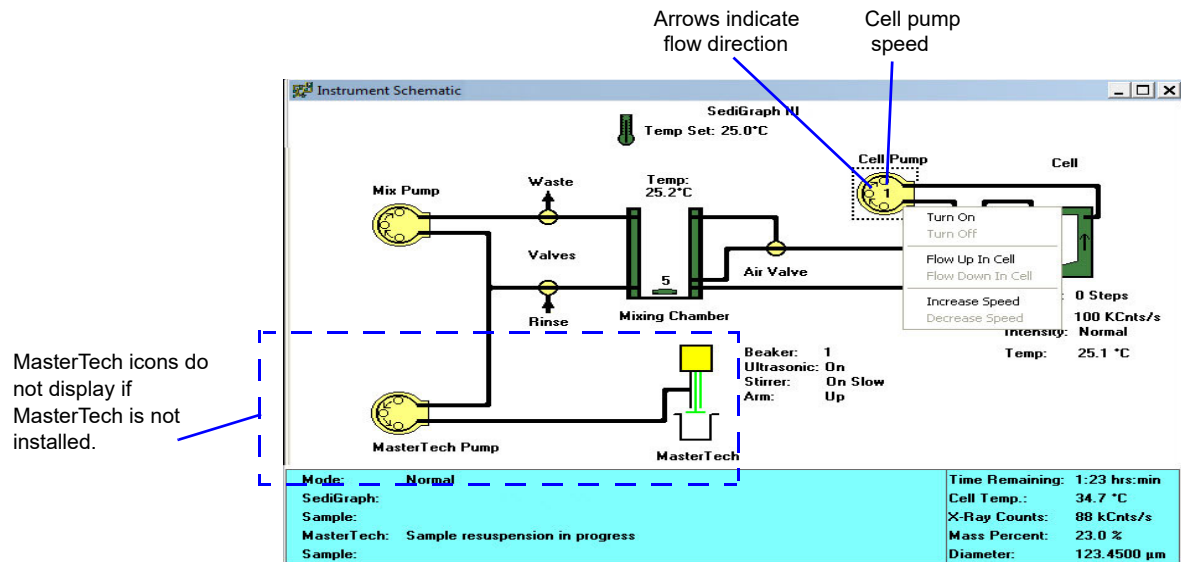 Arrows indicate
flow direction
Cell pump
speed
Instrument Schematic
Temp Set: 25.0°C
Cell Pump
1
Cell
Turn On
Turn Off
Flow Up In Cell
Flow Down In Cell
Increase Speed
Decrease Speed
0 Steps
100 KCnts/s
Intensity: Normal
Temp: 25.1 °C
Mix Pump
Waste
Temp:
25.2°C
Valves
Air Valve
5
Rinse
Mixing Chamber
MasterTech icons do
not display if
MasterTech is not
installed.
Beaker: 1
Ultrasonic: On
Stirrer: On Slow
Arm: Up
MasterTech Pump
MasterTech
Mode: Normal
SediGraph:
Sample:
MasterTech: Sample resuspension in progress
Sample:
Time Remaining: 1:23 hrs:min
Cell Temp.: 34.7 °C
X-Ray Counts: 88 kCnts/s
Mass Percent: 23.0 %
Diameter: 123.4500 µm